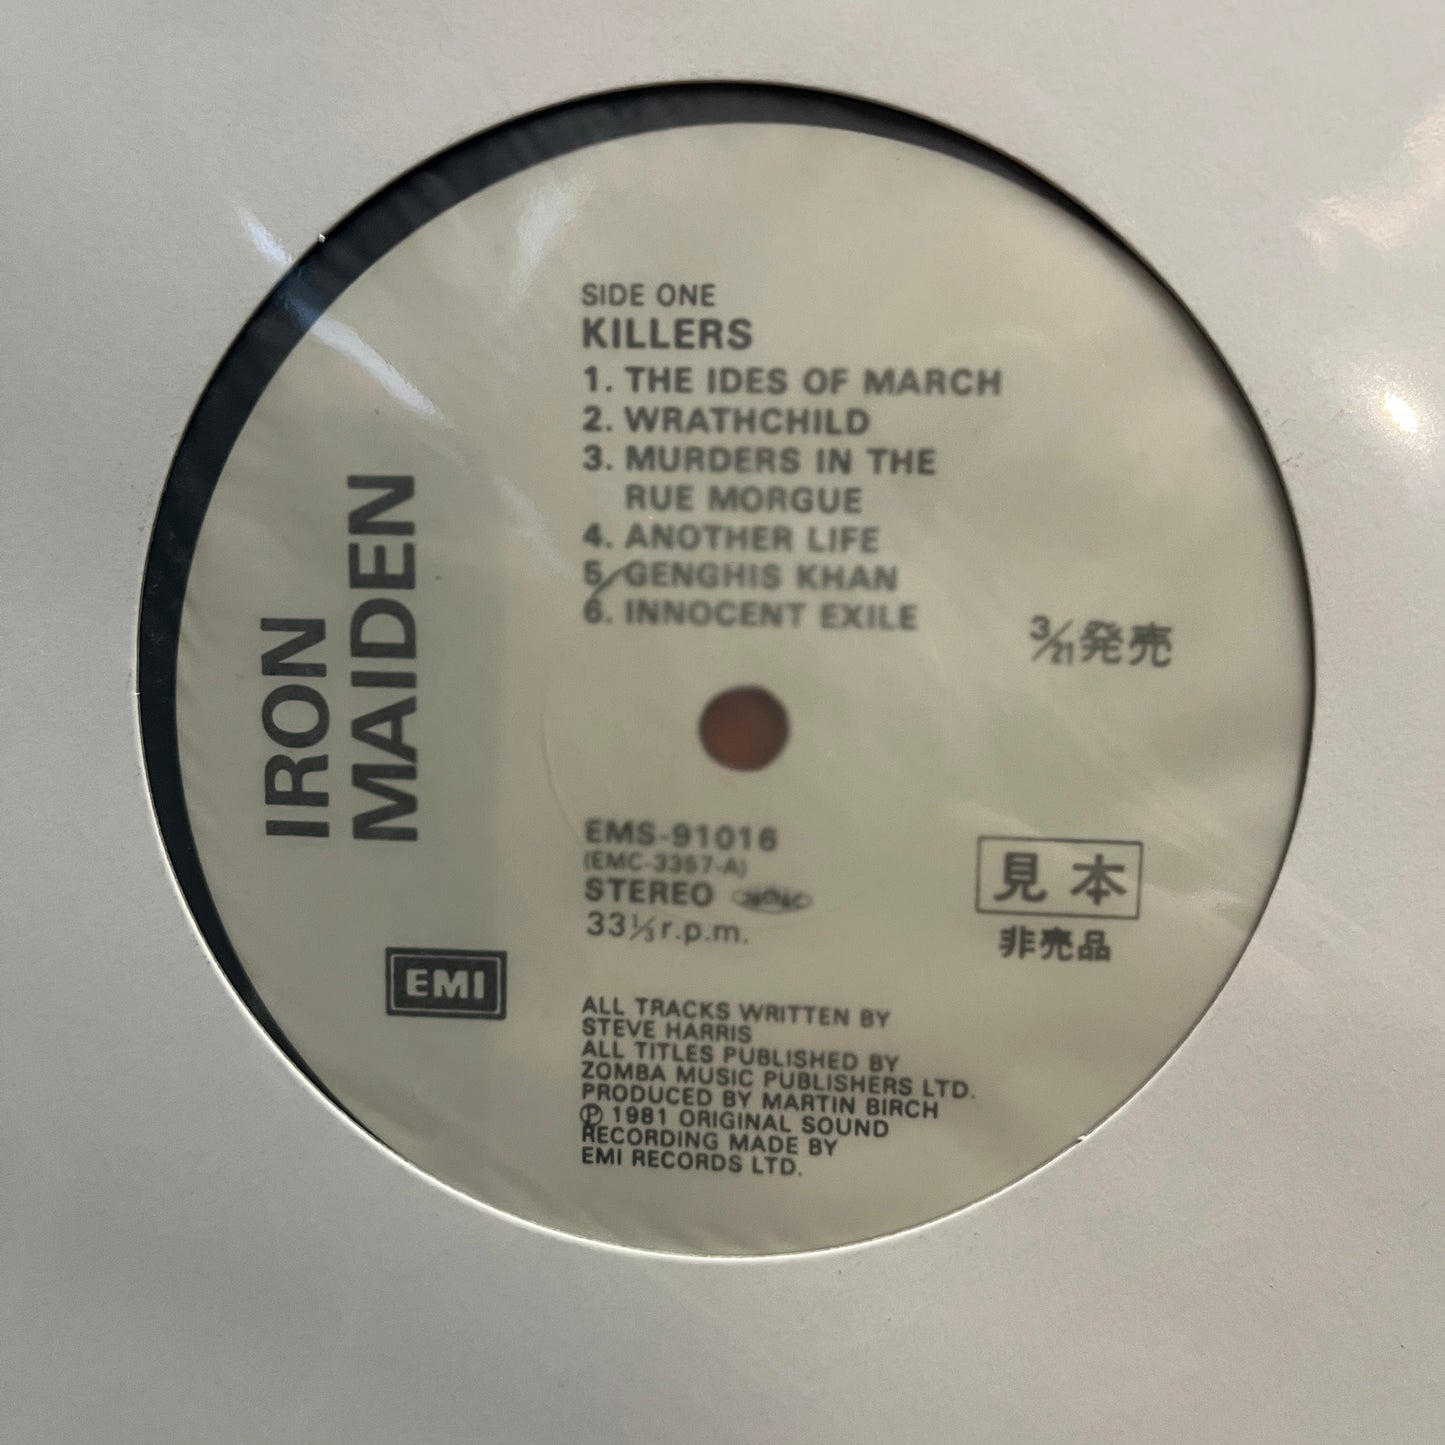 IRON
MAIDEN
SIDE ONE
KILLERS
1. THE IDES OF MARCH
2. WRATHCHILD
3. MURDERS IN THE
RUE MORGUE
4. ANOTHER LIFE
5. GENGHIS KHAN
6. INNOCENT EXILE
3/21発売
EMS-91016
(EMC-3357-A)
STEREO
33⅓ r.p.m.
見本
非売品
EMI
ALL TRACKS WRITTEN BY
STEVE HARRIS
ALL TITLES PUBLISHED BY
ZOMBA MUSIC PUBLISHERS LTD.
PRODUCED BY MARTIN BIRCH
℗ 1981 ORIGINAL SOUND
RECORDING MADE BY
EMI RECORDS LTD.